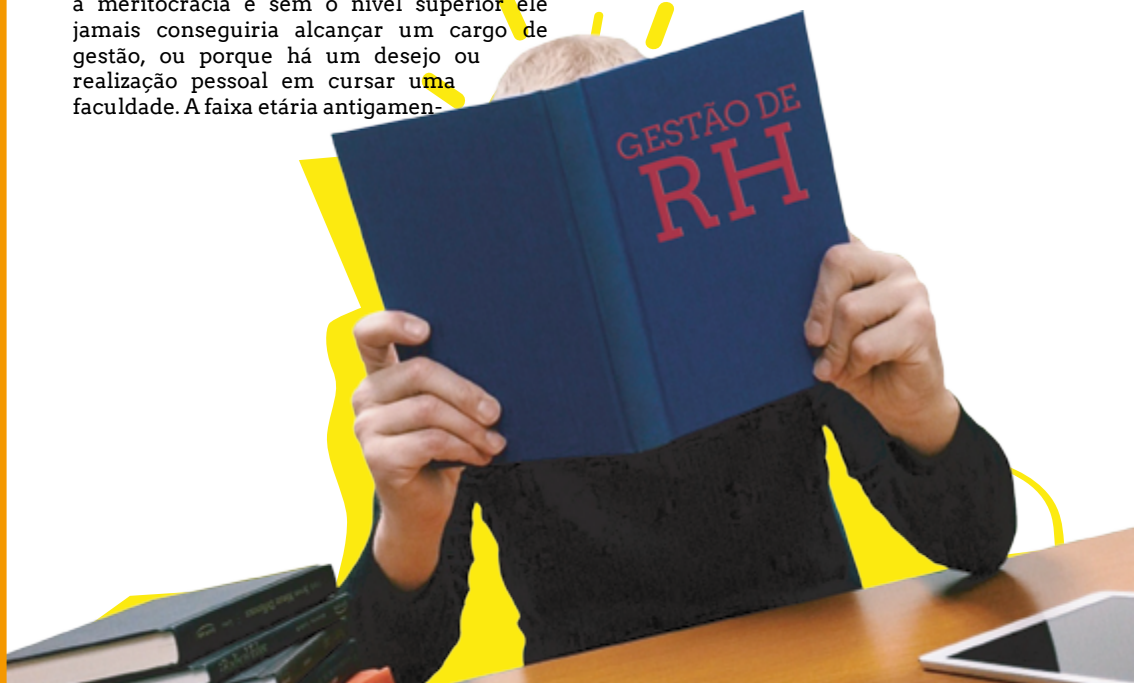 a meritocracia e sem o nível superior ele
jamais conseguiria alcançar um cargo de
gestão, ou porque há um desejo ou
realização pessoal em cursar uma
faculdade. A faixa etária antigamen-
GESTÃO DE
RH